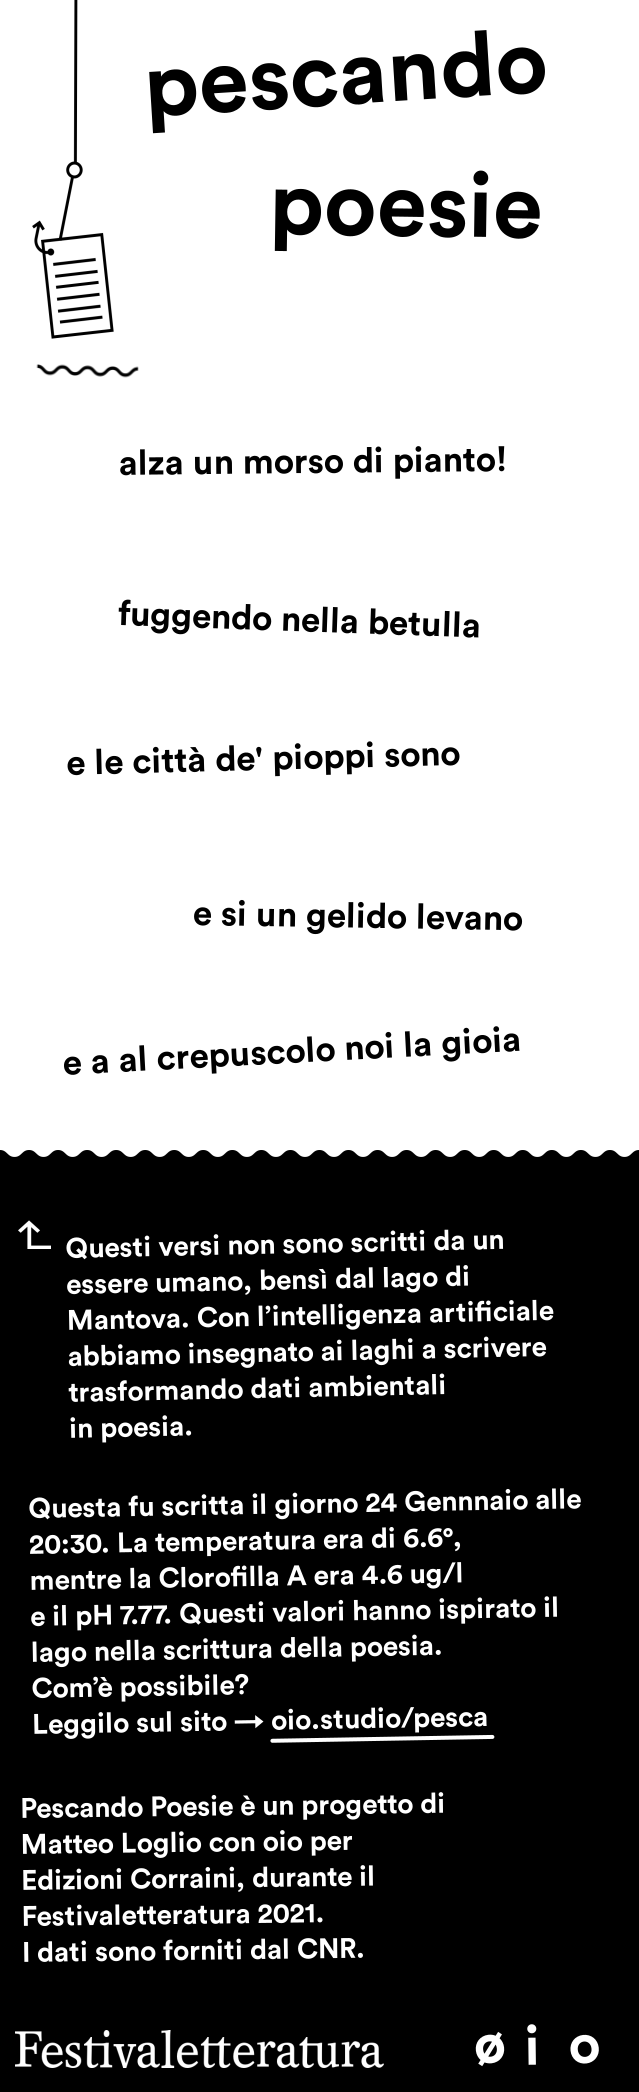 pescando
poesie
alza un morso di pianto!
fuggendo nella betulla
e le città de' pioppi sono
e si un gelido levano
e a al crepuscolo noi la gioia
Questi versi non sono scritti da un
essere umano, bensì dal lago di
Mantova. Con l’intelligenza artificiale
abbiamo insegnato ai laghi a scrivere
trasformando dati ambientali
in poesia.
Questa fu scritta il giorno 24 Gennnaio alle
20:30. La temperatura era di 6.6°,
mentre la Clorofilla A era 4.6 ug/l
e il pH 7.77. Questi valori hanno ispirato il
lago nella scrittura della poesia.
Com’è possibile?
Leggilo sul sito → oio.studio/pesca
Pescando Poesie è un progetto di
Matteo Loglio con oio per
Edizioni Corraini, durante il
Festivaletteratura 2021.
I dati sono forniti dal CNR.
Festivaletteratura ø i o